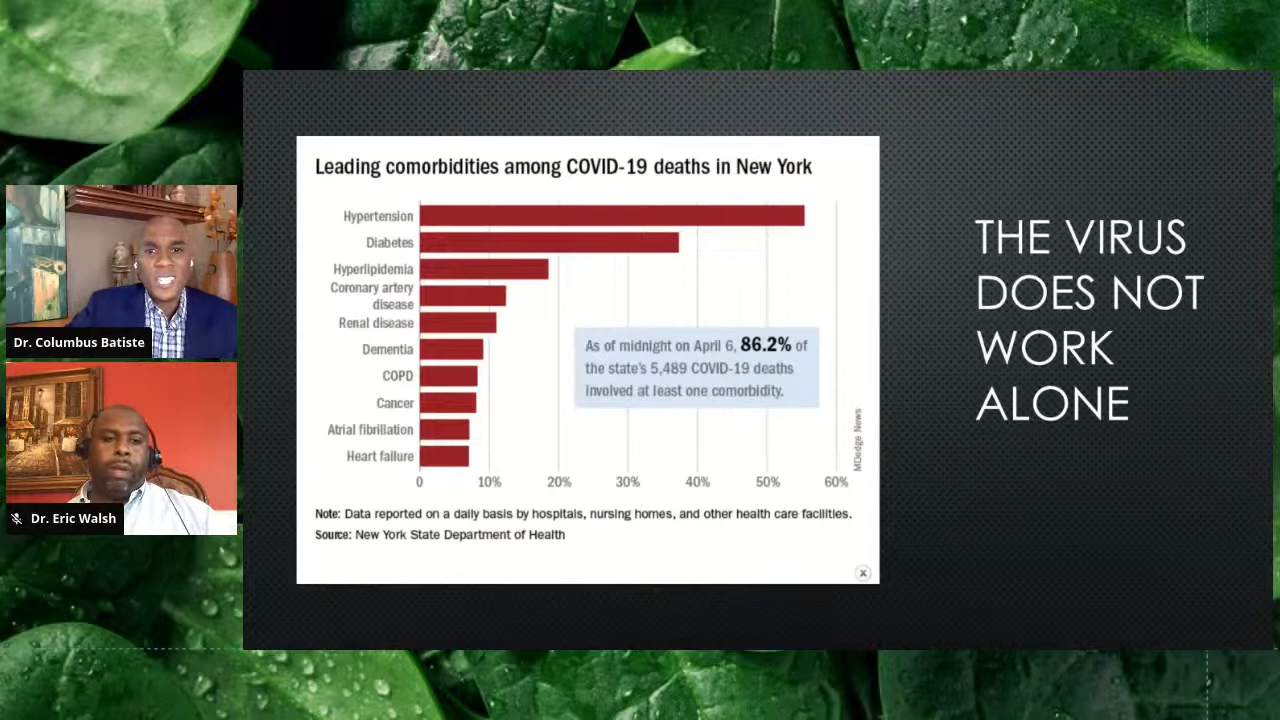 Leading comorbidities among COVID-19 deaths in New York
Hypertension
Diabetes
Hyperlipidemia
Coronary artery
disease
Renal disease
Dementia
COPD
Cancer
Atrial fibrillation
Heart failure
0 10% 20% 30% 40% 50% 60%
As of midnight on April 6, 86.2% of
the state's 5,489 COVID-19 deaths
involved at least one comorbidity.
MDedge News
Note: Data reported on a daily basis by hospitals, nursing homes, and other health care facilities.
Source: New York State Department of Health
X
THE VIRUS
DOES NOT
WORK
ALONE
Dr. Columbus Batiste
Dr. Eric Walsh